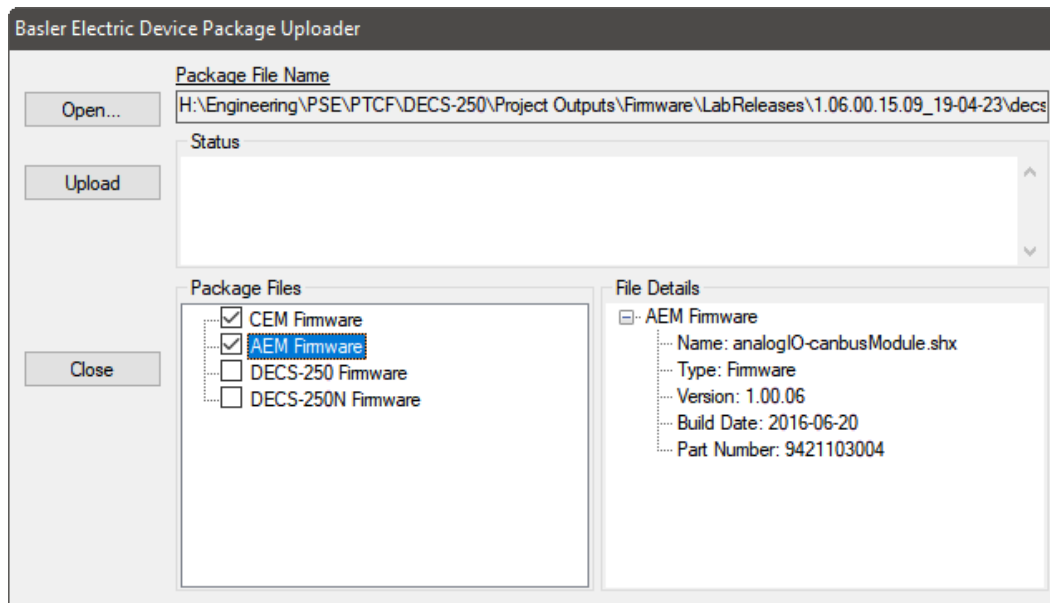 Basler Electric Device Package Uploader
Package File Name
Open...
H:\Engineering\PSE\PTCF\DECS-250\Project Outputs\Firmware\LabReleases\1.06.00.15.09_19-04-23\decs
Status
Upload
Package Files
CEM Firmware
AEM Firmware
DECS-250 Firmware
DECS-250N Firmware
Close
File Details
AEM Firmware
Name: analogIO-canbusModule.shx
Type: Firmware
Version: 1.00.06
Build Date: 2016-06-20
Part Number: 9421103004